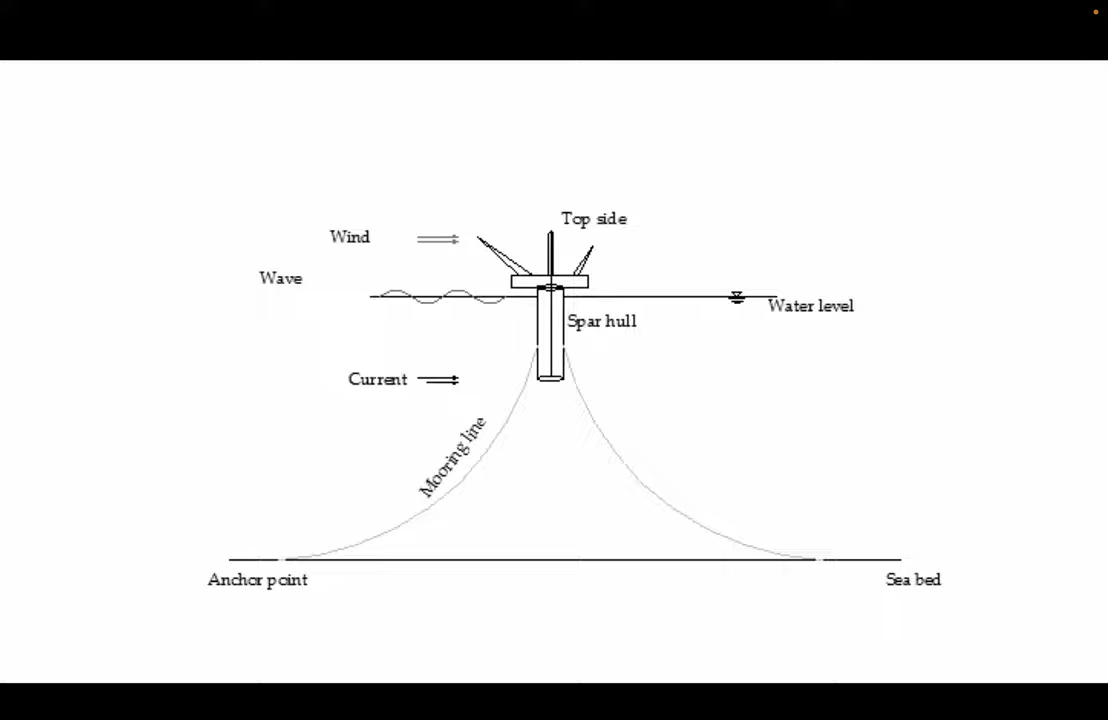 Top side
Wind
Wave
Water level
Spar hull
Current
Mooring line
Anchor point
Sea bed